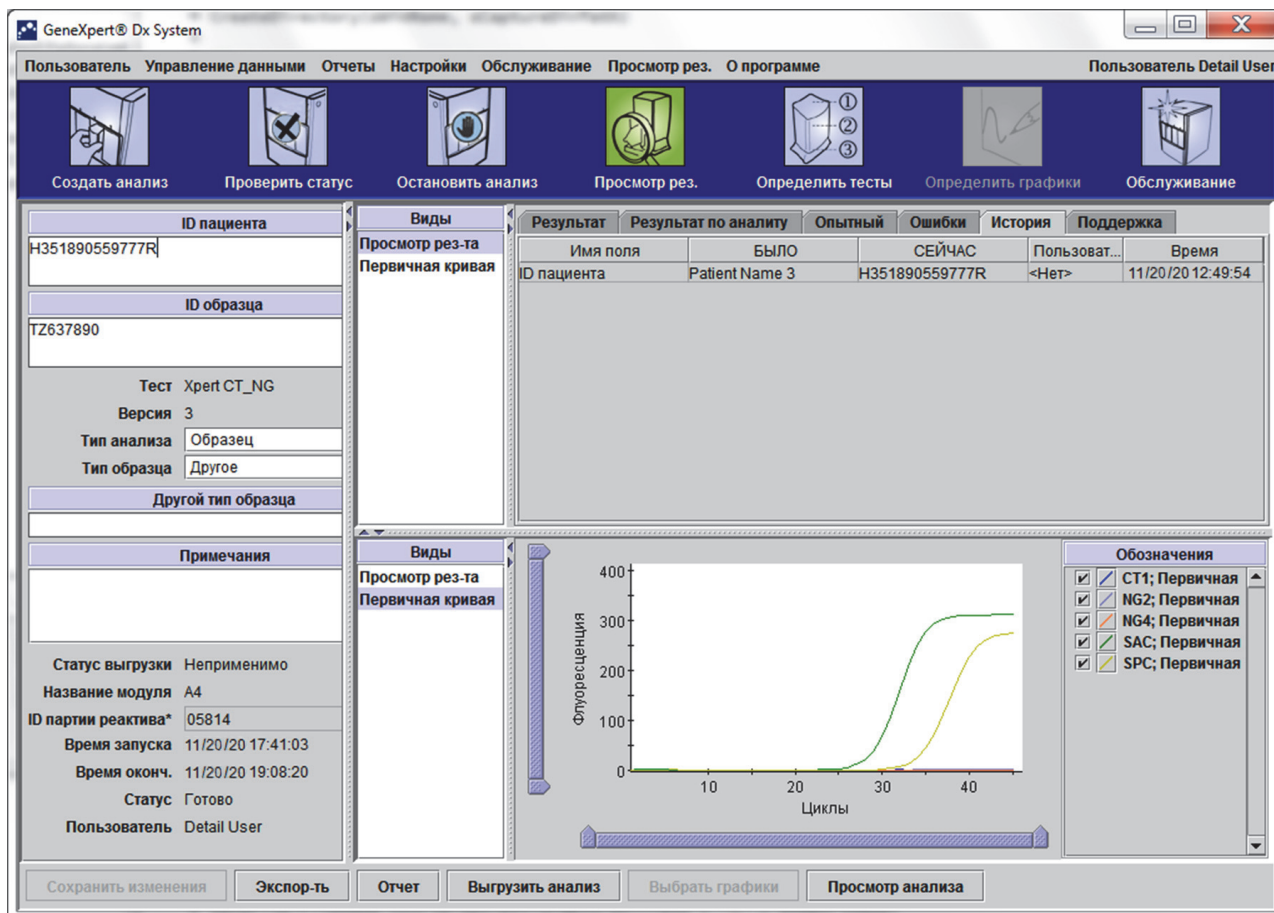 GeneXpert® Dx System
Пользователь Управление данными Отчеты Настройки Обслуживание Просмотр рез. О программе Пользователь Detail User
Создать анализ Проверить статус Остановить анализ Просмотр рез. Определить тесты Определить графики Обслуживание
ID пациента
H351890559777R
ID образца
TZ637890
Тест Xpert CT_NG
Версия 3
Тип анализа Образец
Тип образца Другое
Другой тип образца
Примечания
Статус выгрузки Неприменимо
Название модуля A4
ID партии реактива* 05814
Время запуска 11/20/20 17:41:03
Время оконч. 11/20/20 19:08:20
Статус Готово
Пользователь Detail User
Виды
Просмотр рез-та
Первичная кривая
Результат Результат по аналиту Опытный Ошибки История Поддержка
Имя поля БЫЛО СЕЙЧАС Пользоват... Время
ID пациента Patient Name 3 H351890559777R <Нет> 11/20/20 12:49:54
Виды
Просмотр рез-та
Первичная кривая
Флуоресценция
400
300
200
100
0
10 20 30 40
Циклы
Обозначения
CT1; Первичная
NG2; Первичная
NG4; Первичная
SAC; Первичная
SPC; Первичная
Сохранить изменения Экспор-ть Отчет Выгрузить анализ Выбрать графики Просмотр анализа